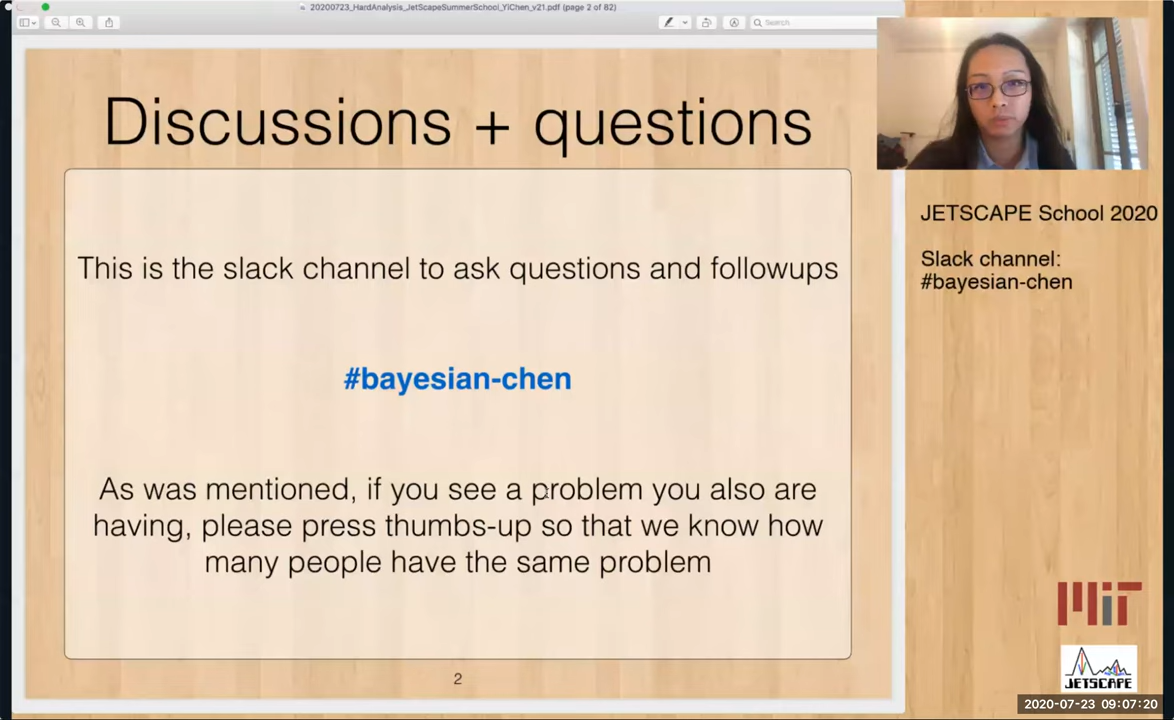 20200723_HardAnalysis_JetScapeSummerSchool_YiChen_v21.pdf (page 2 of 82)
Search
Discussions + questions
This is the slack channel to ask questions and followups
#bayesian-chen
As was mentioned, if you see a problem you also are
having, please press thumbs-up so that we know how
many people have the same problem
2
JETSCAPE School 2020
Slack channel:
#bayesian-chen
MIT
JETSCAPE
2020-07-23 09:07:20